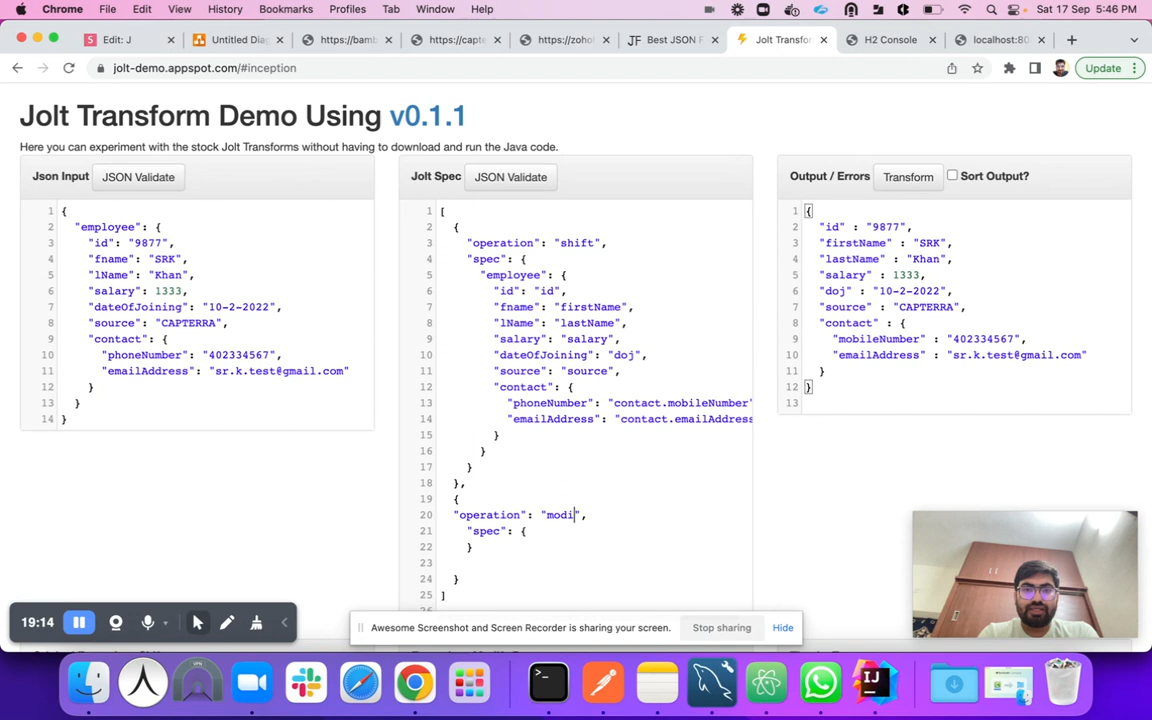 Chrome File Edit View History Bookmarks Profiles Tab Window Help Sat 17 Sep 5:46 PM
Edit: J Untitled Dia https://bamb https://capte https://zoho Best JSON F Jolt Transfor H2 Console localhost:80
jolt-demo.appspot.com/#inception Update
Jolt Transform Demo Using v0.1.1
Here you can experiment with the stock Jolt Transforms without having to download and run the Java code.
Json Input JSON Validate
1 {
2 "employee": {
3 "id": "9877",
4 "fname": "SRK",
5 "lName": "Khan",
6 "salary": 1333,
7 "dateOfJoining": "10-2-2022",
8 "source": "CAPTERRA",
9 "contact": {
10 "phoneNumber": "402334567",
11 "emailAddress": "sr.k.test@gmail.com"
12 }
13 }
14 }
Jolt Spec JSON Validate
1 [
2 {
3 "operation": "shift",
4 "spec": {
5 "employee": {
6 "id": "id",
7 "fname": "firstName",
8 "lName": "lastName",
9 "salary": "salary",
10 "dateOfJoining": "doj",
11 "source": "source",
12 "contact": {
13 "phoneNumber": "contact.mobileNumber"
14 "emailAddress": "contact.emailAddress
15 }
16 }
17 }
18 },
19 {
20 "operation": "modi",
21 "spec": {
22 }
23
24 }
25 ]
Output / Errors Transform Sort Output?
1 {
2 "id" : "9877",
3 "firstName" : "SRK",
4 "lastName" : "Khan",
5 "salary" : 1333,
6 "doj" : "10-2-2022",
7 "source" : "CAPTERRA",
8 "contact" : {
9 "mobileNumber" : "402334567",
10 "emailAddress" : "sr.k.test@gmail.com"
11 }
12 }
13
19:14
Awesome Screenshot and Screen Recorder is sharing your screen. Stop sharing Hide